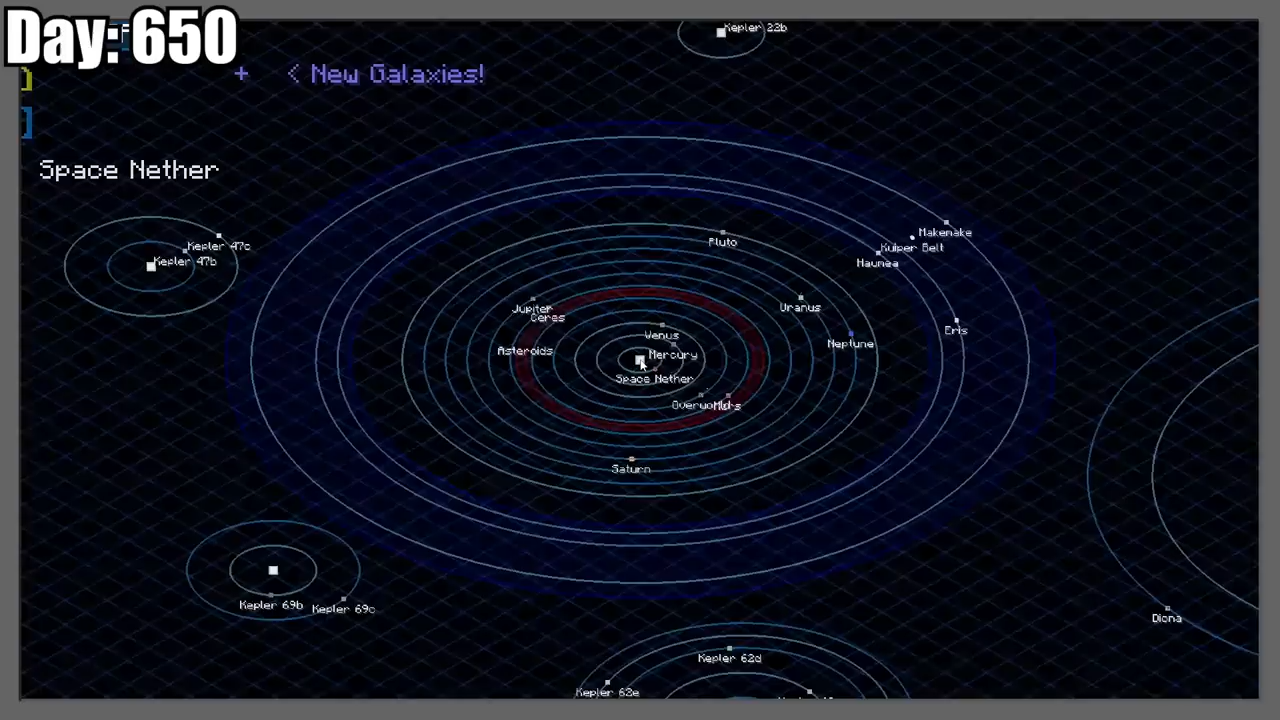 Day: 650
Kepler 22b
< New Galaxies!
+
]
]
Space Nether
Kepler 47c
Kepler 47b
Makemake
Kuiper Belt
Haumea
Pluto
Eris
Uranus
Neptune
Jupiter
Ceres
Venus
Asteroids
Mercury
Space Nether
Saturn
Kepler 69b
Kepler 69c
Diona
Kepler 62d
Kepler 62e